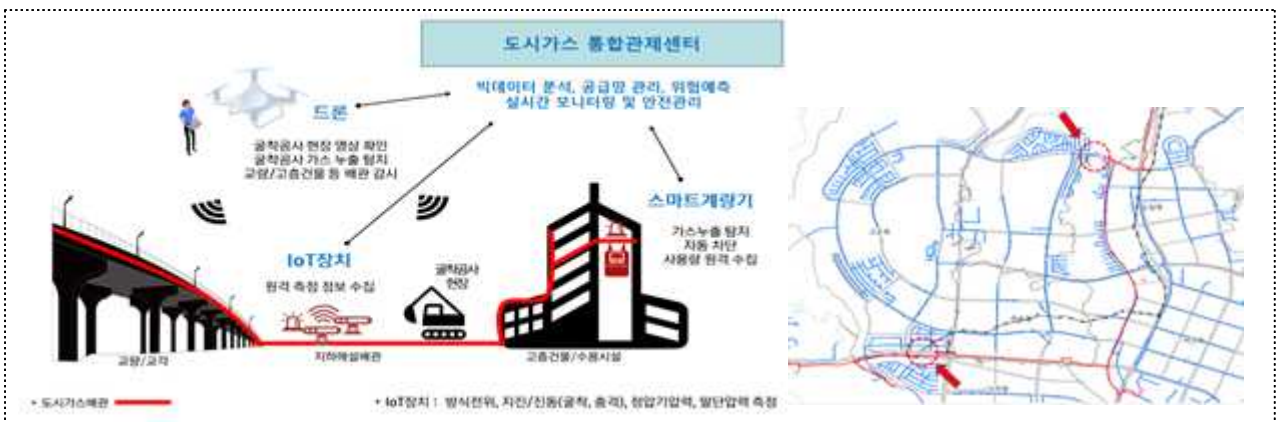 도시가스 통합관제센터
빅데이터 분석, 공급망 관리, 위험예측
실시간 모니터링 및 안전관리
드론
굴착공사 현장 영상 확인
굴착공사 가스 누출 탐지
교량/고층건물 등 배관 감시
스마트계량기
가스누출 탐지
자동 차단
사용량 원격 수집
IoT장치
원격 측정 정보 수집
굴착공사
현장
교량/교각
지하매설배관
고층건물/수용시설
* 도시가스배관
* IoT장치 : 방식전위, 지진/진동(굴착, 충격), 정압기압력, 말단압력 측정